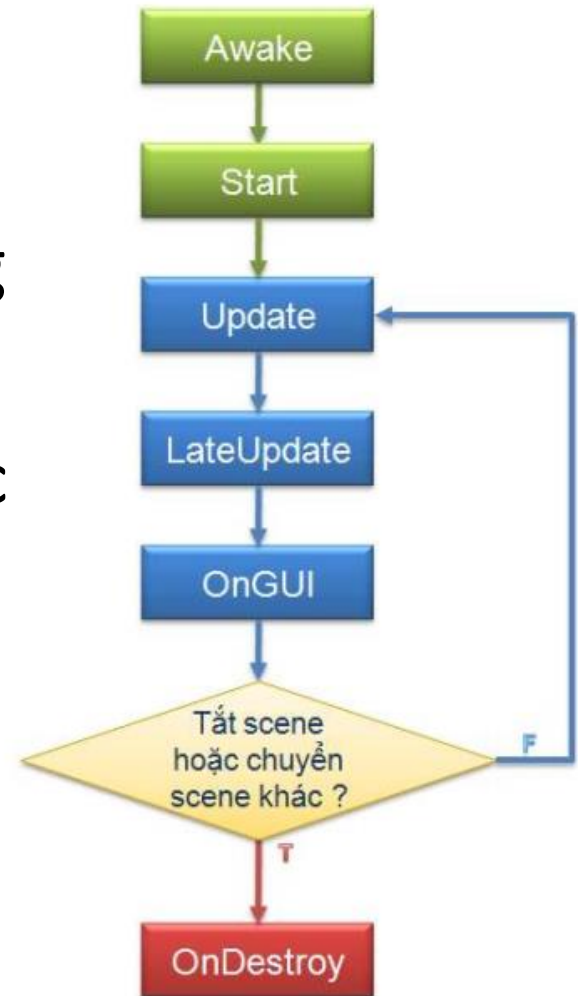 Awake
Start
Update
LateUpdate
OnGUI
Tắt scene
hoặc chuyển
scene khác ?
F
T
OnDestroy